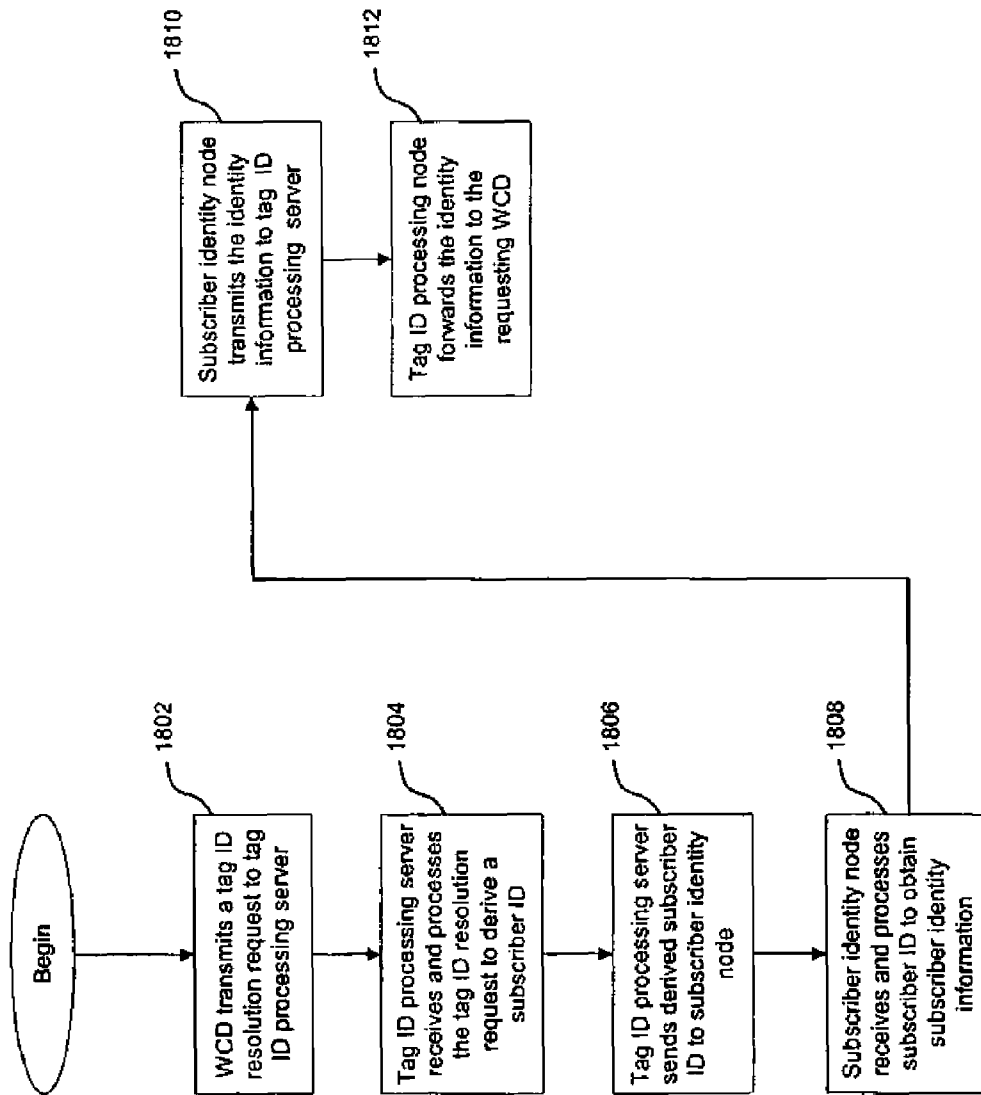 Begin
1802
WCD transmits a tag ID
resolution request to tag
ID processing server
1804
Tag ID processing server
receives and processes
the tag ID resolution
request to derive a
subscriber ID
1806
Tag ID processing server
sends derived subscriber
ID to subscriber identity
node
1808
Subscriber identity node
receives and processes
subscriber ID to obtain
subscriber identity
information
1810
Subscriber identity node
transmits the identity
information to tag ID
processing server
1812
Tag ID processing node
forwards the identity
information to the
requesting WCD